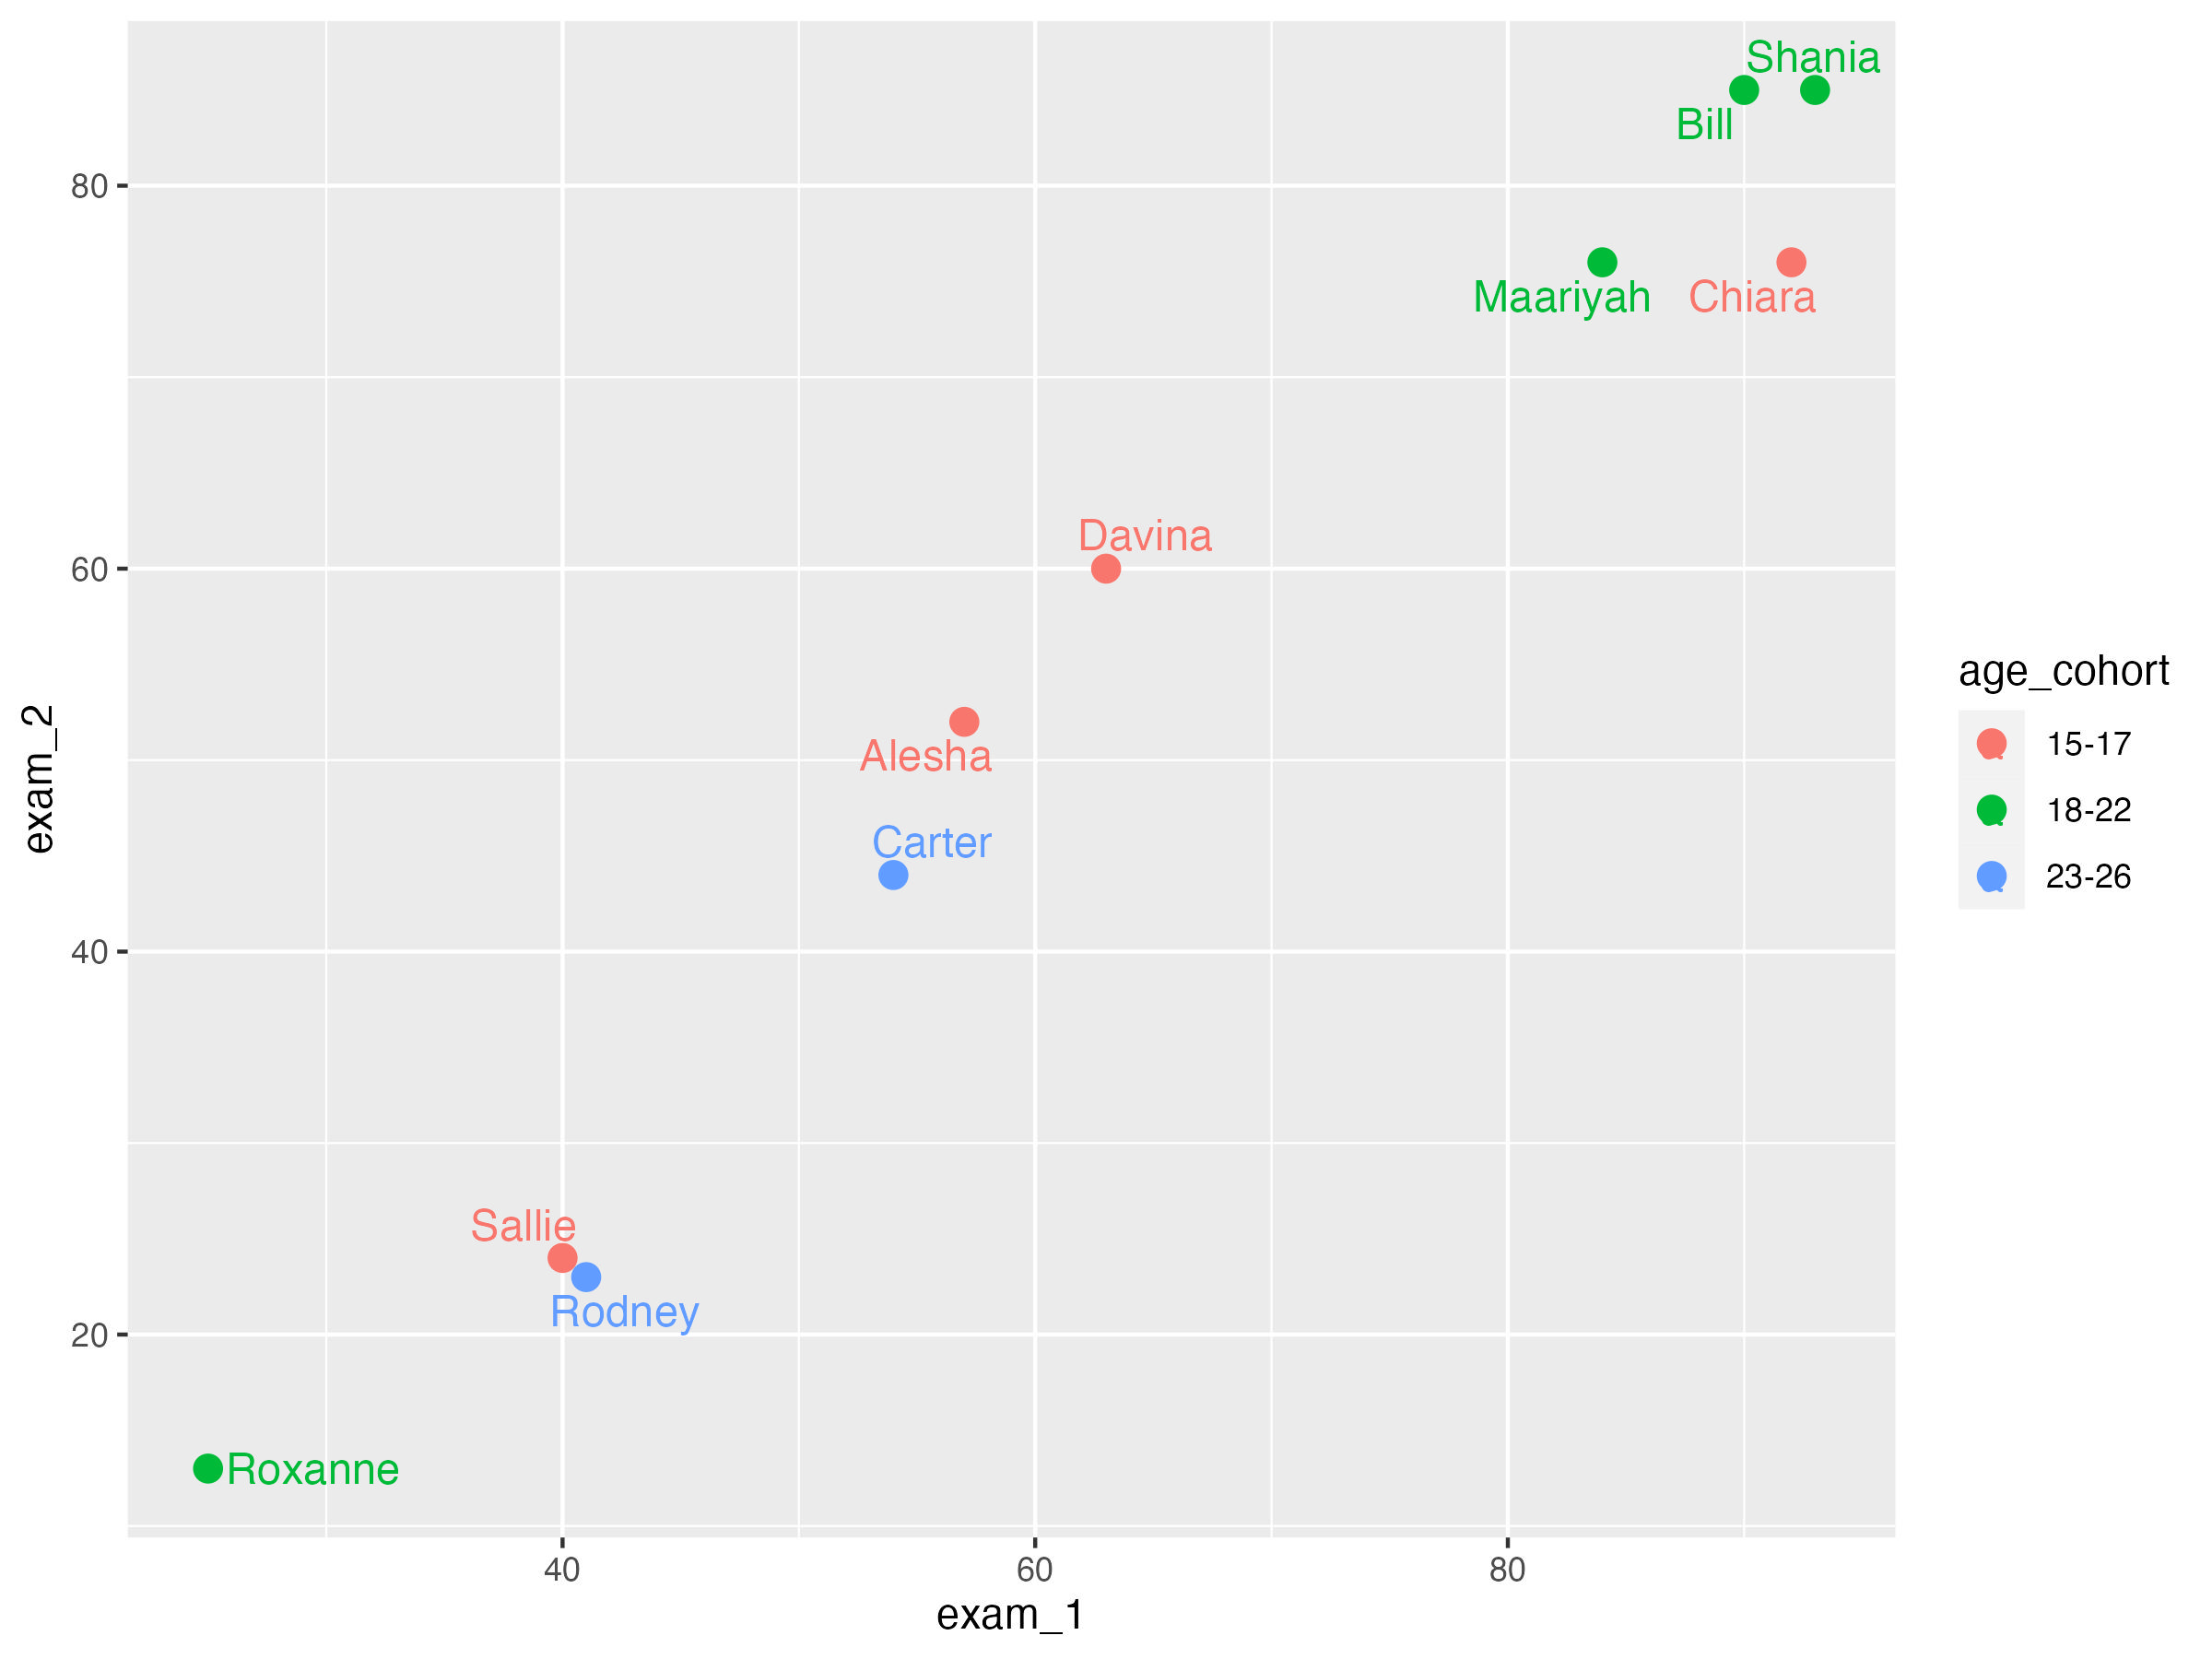 Shania
Bill
80
Maariyah
Chiara
Davina
60
age_cohort
exam_2
15-17
Alesha
18-22
Carter
23-26
40
Sallie
Rodney
20
Roxanne
40
60
80
exam_1